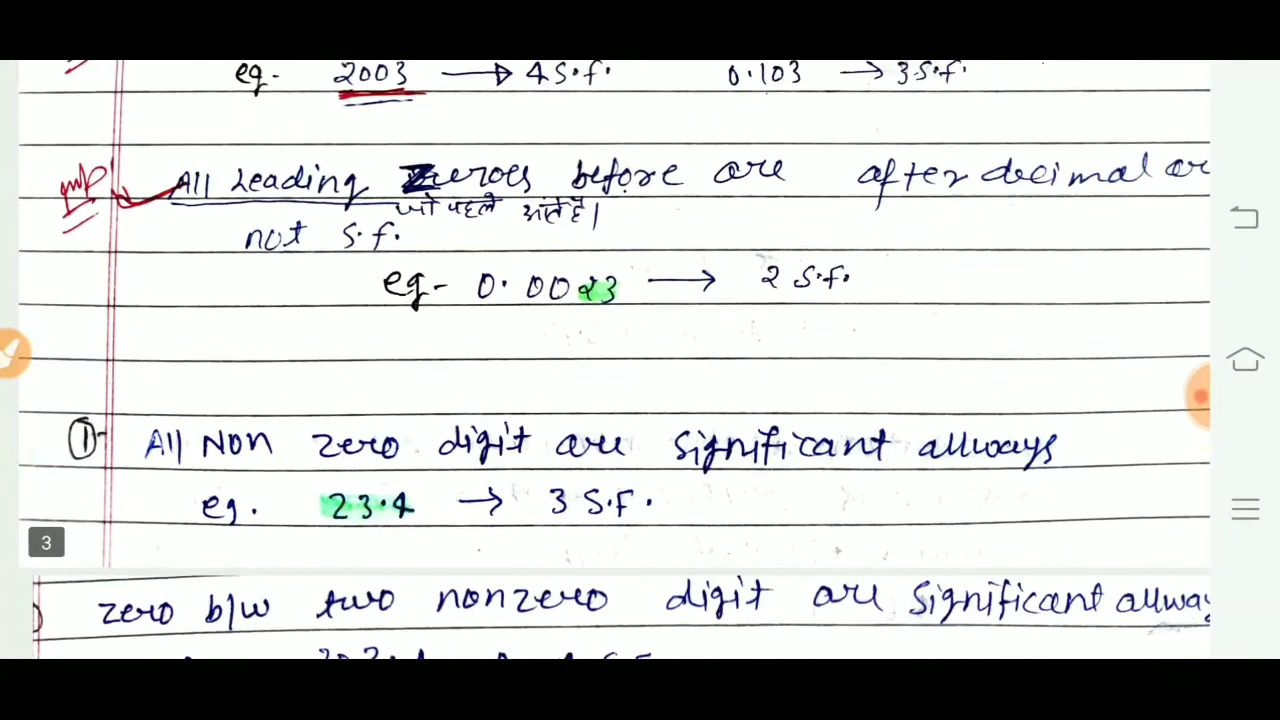 eg- 2003 → 4 S.f. 0.103 → 3 S.f.
Imp All Leading Zeroes before are after decimal are
जो पहले आते है।
not S.f.
eg- 0.0023 → 2 S.f.
①- All Non zero digit are significant allways
eg. 23.4 → 3 S.F.
3
zero b/w two nonzero digit are significant allway